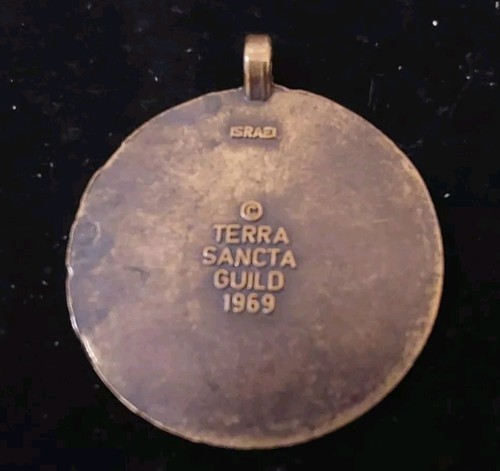 ISRAEL
©
TERRA
SANCTA
GUILD
1969